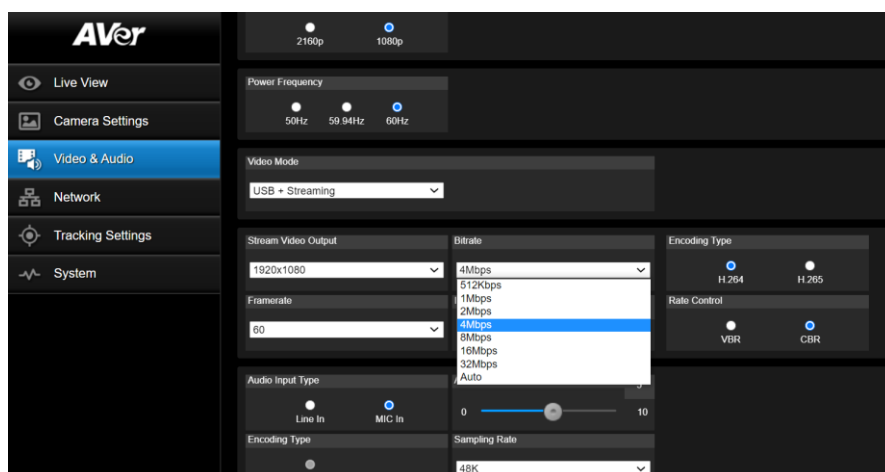 AVer
Live View
Camera Settings
Video & Audio
Network
Tracking Settings
System
2160p 1080p
Power Frequency
50Hz 59.94Hz 60Hz
Video Mode
USB + Streaming
Stream Video Output Bitrate Encoding Type
1920x1080 4Mbps H.264 H.265
512Kbps
1Mbps
2Mbps
4Mbps
8Mbps
16Mbps
32Mbps
Auto
Framerate Rate Control
60 VBR CBR
Audio Input Type
Line In MIC In 0 10
Encoding Type Sampling Rate
48K